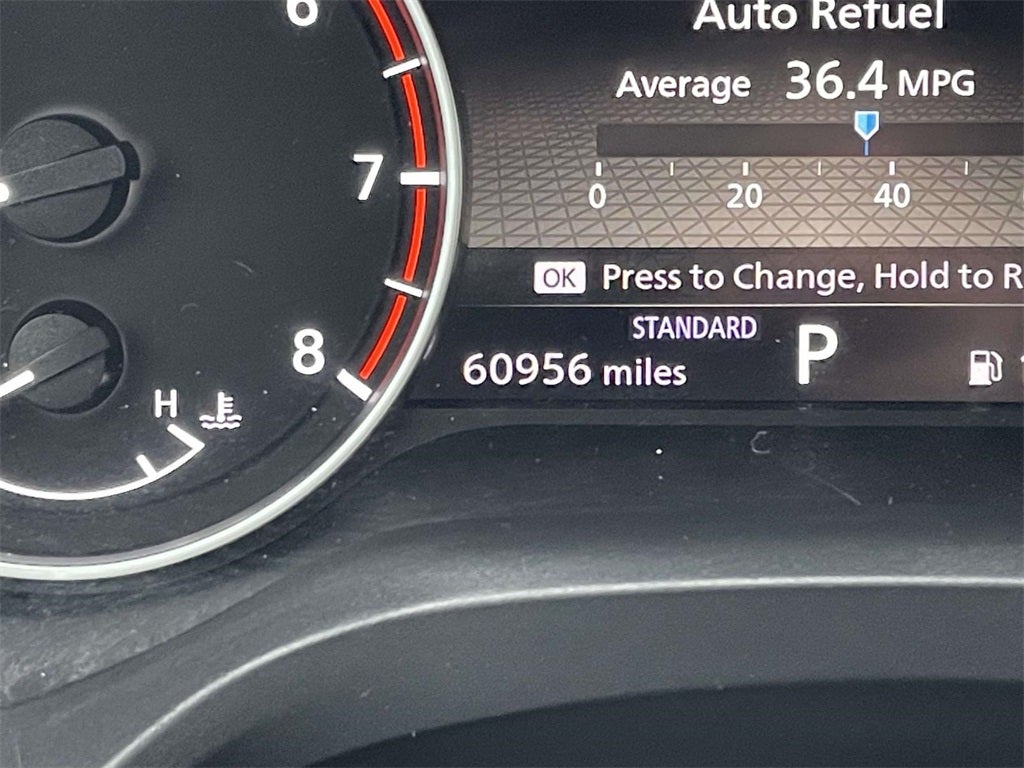 6
7
8
H
Auto Refuel
Average 36.4 MPG
0 20 40
OK Press to Change, Hold to R
STANDARD
60956 miles
P